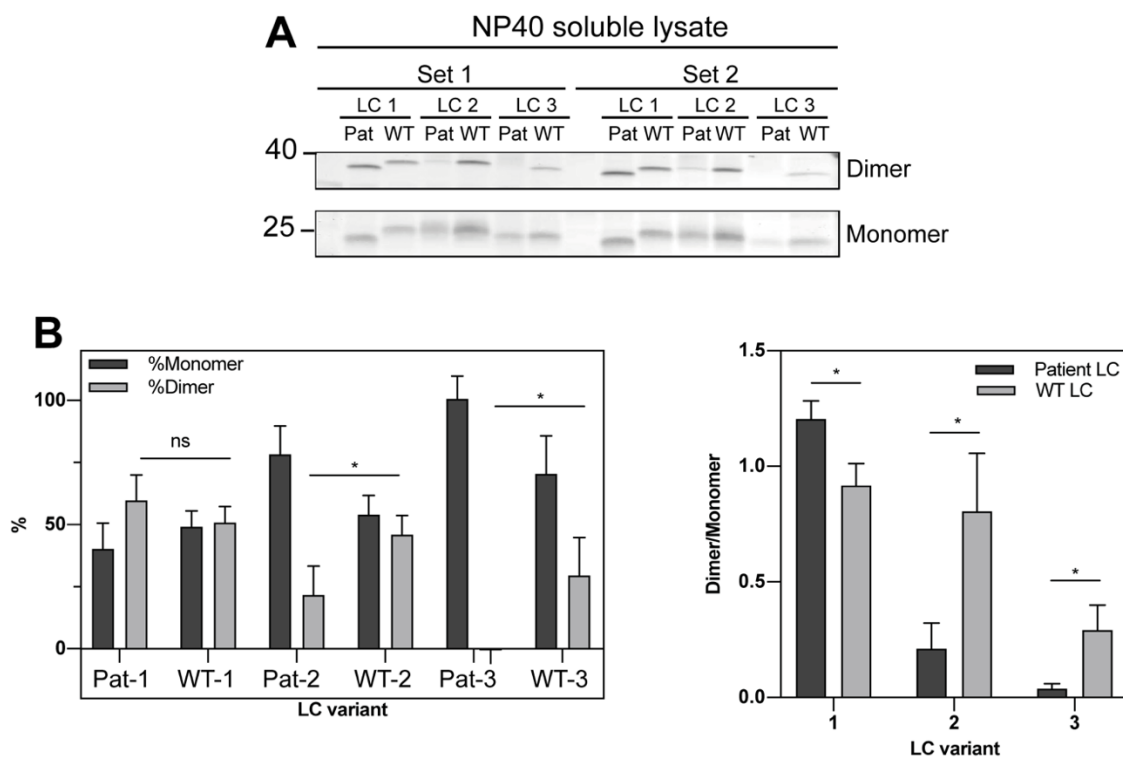 A
NP40 soluble lysate
Set 1 Set 2
LC 1 LC 2 LC 3 LC 1 LC 2 LC 3
Pat WT Pat WT Pat WT Pat WT Pat WT Pat WT
40 Dimer
25 Monomer
B
%Monomer
%Dimer
ns
*
*
100
50
0
%
Pat-1 WT-1 Pat-2 WT-2 Pat-3 WT-3
LC variant
Patient LC
WT LC
*
*
*
1.5
1.0
0.5
0.0
Dimer/Monomer
1 2 3
LC variant